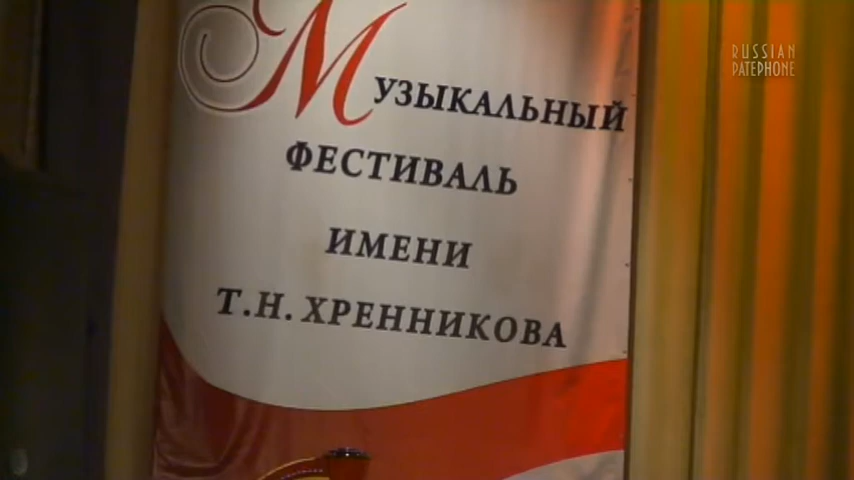 RUSSIAN
PATEPHONE
Музыкальный
ФЕСТИВАЛЬ
ИМЕНИ
Т.Н. ХРЕННИКОВА